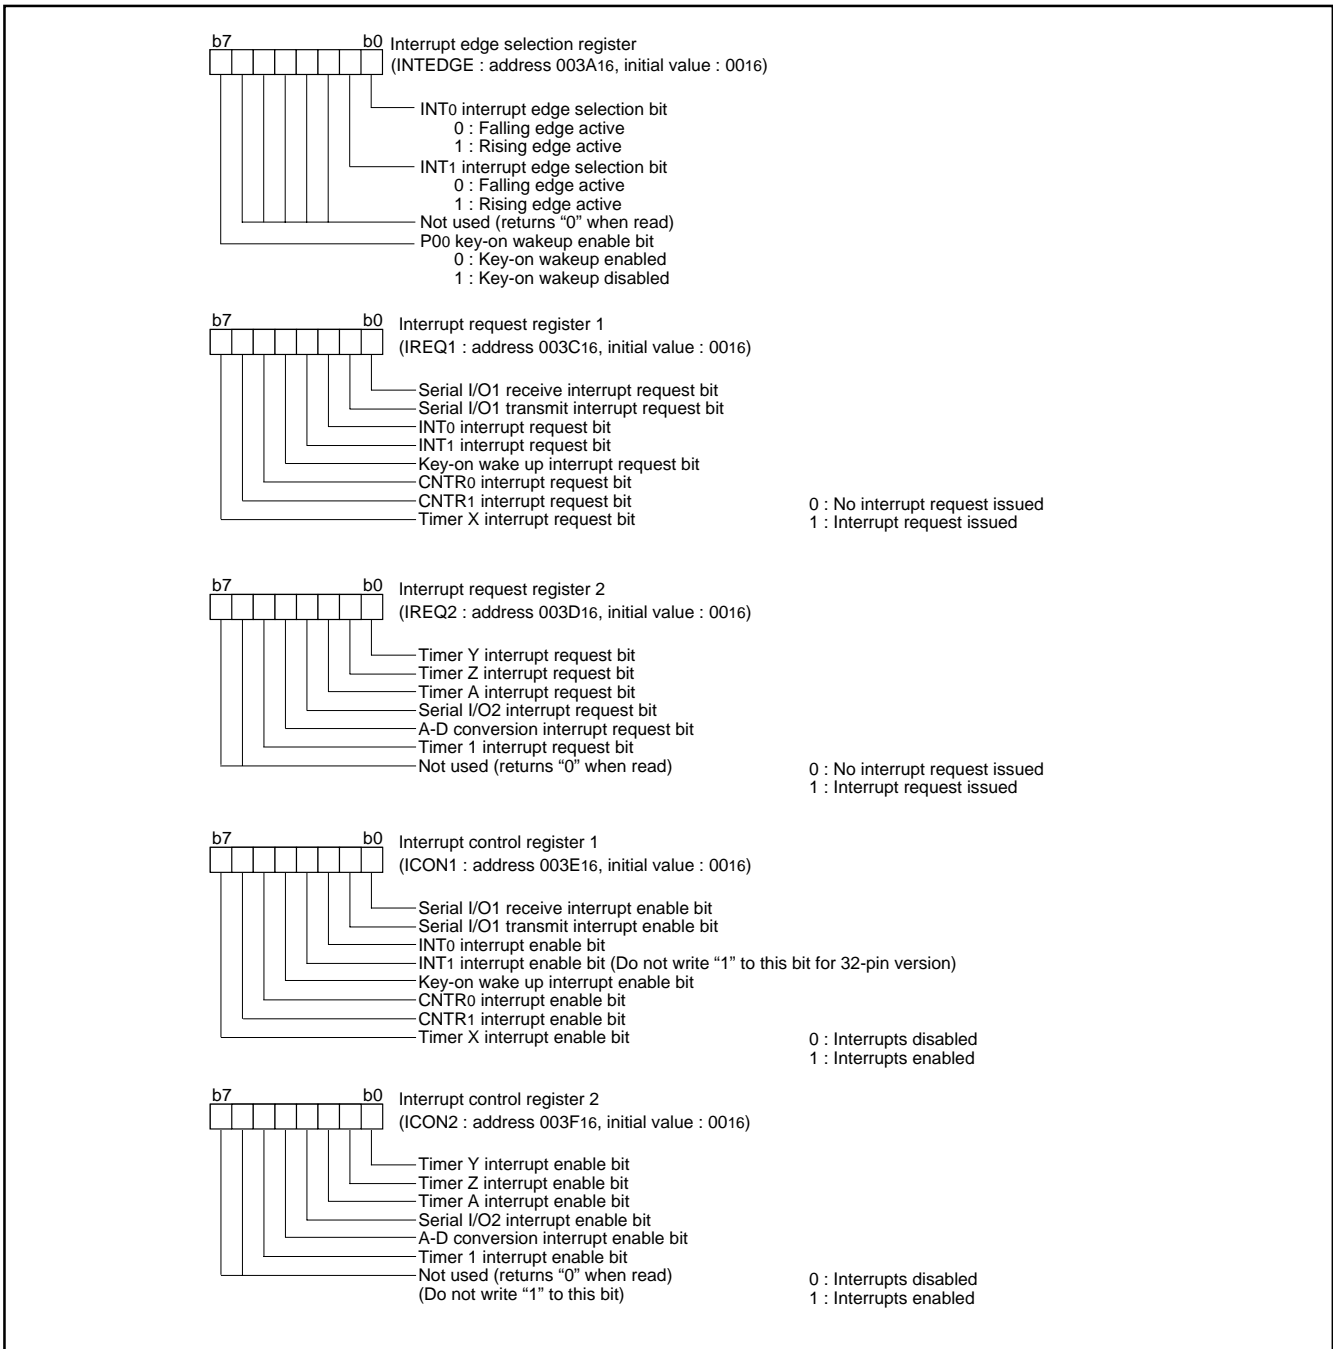 b7 b0 Interrupt edge selection register
(INTEDGE : address 003A16, initial value : 0016)
INT0 interrupt edge selection bit
0 : Falling edge active
1 : Rising edge active
INT1 interrupt edge selection bit
0 : Falling edge active
1 : Rising edge active
Not used (returns “0” when read)
P00 key-on wakeup enable bit
0 : Key-on wakeup enabled
1 : Key-on wakeup disabled
b7 b0 Interrupt request register 1
(IREQ1 : address 003C16, initial value : 0016)
Serial I/O1 receive interrupt request bit
Serial I/O1 transmit interrupt request bit
INT0 interrupt request bit
INT1 interrupt request bit
Key-on wake up interrupt request bit
CNTR0 interrupt request bit
CNTR1 interrupt request bit
Timer X interrupt request bit
0 : No interrupt request issued
1 : Interrupt request issued
b7 b0 Interrupt request register 2
(IREQ2 : address 003D16, initial value : 0016)
Timer Y interrupt request bit
Timer Z interrupt request bit
Timer A interrupt request bit
Serial I/O2 interrupt request bit
A-D conversion interrupt request bit
Timer 1 interrupt request bit
Not used (returns “0” when read)
0 : No interrupt request issued
1 : Interrupt request issued
b7 b0 Interrupt control register 1
(ICON1 : address 003E16, initial value : 0016)
Serial I/O1 receive interrupt enable bit
Serial I/O1 transmit interrupt enable bit
INT0 interrupt enable bit
INT1 interrupt enable bit (Do not write “1” to this bit for 32-pin version)
Key-on wake up interrupt enable bit
CNTR0 interrupt enable bit
CNTR1 interrupt enable bit
Timer X interrupt enable bit
0 : Interrupts disabled
1 : Interrupts enabled
b7 b0 Interrupt control register 2
(ICON2 : address 003F16, initial value : 0016)
Timer Y interrupt enable bit
Timer Z interrupt enable bit
Timer A interrupt enable bit
Serial I/O2 interrupt enable bit
A-D conversion interrupt enable bit
Timer 1 interrupt enable bit
Not used (returns “0” when read)
(Do not write “1” to this bit)
0 : Interrupts disabled
1 : Interrupts enabled